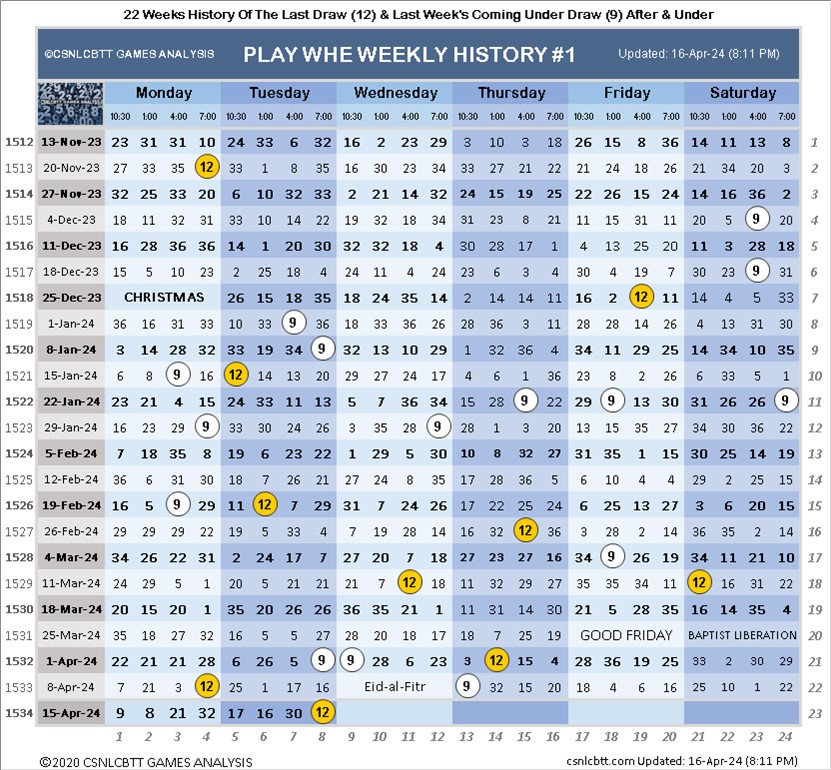 22 Weeks History Of The Last Draw (12) & Last Week's Coming Under Draw (9) After & Under
©CSNLCBTT GAMES ANALYSIS PLAY WHE WEEKLY HISTORY #1 Updated: 16-Apr-24 (8:11 PM)
CSNLCBTT GAMES ANALYSIS Monday Tuesday Wednesday Thursday Friday Saturday
10:30 1:00 4:00 7:00 10:30 1:00 4:00 7:00 10:30 1:00 4:00 7:00 10:30 1:00 4:00 7:00 10:30 1:00 4:00 7:00 10:30 1:00 4:00 7:00
1512 13-Nov-23 23 31 31 10 24 33 6 32 16 2 23 29 3 10 3 18 26 15 8 36 14 11 13 8 1
1513 20-Nov-23 27 33 35 12 33 1 8 35 16 30 23 34 33 27 21 22 21 24 18 26 21 34 20 3 2
1514 27-Nov-23 32 25 33 20 6 10 32 33 2 21 14 32 24 15 19 25 22 26 15 24 14 16 36 2 3
1515 4-Dec-23 18 11 32 31 33 10 14 22 19 32 18 34 31 23 8 21 11 15 31 11 20 5 9 20 4
1516 11-Dec-23 16 28 36 36 14 1 20 30 32 32 18 4 30 28 17 1 4 13 25 20 11 3 28 18 5
1517 18-Dec-23 15 5 10 23 2 25 18 4 24 11 4 24 23 6 3 4 30 4 19 7 30 23 9 31 6
1518 25-Dec-23 CHRISTMAS 26 15 18 35 18 24 35 14 2 14 14 11 16 2 12 11 14 4 5 33 7
1519 1-Jan-24 36 16 31 33 10 33 9 36 18 33 36 26 28 36 3 11 28 28 14 26 4 13 31 30 8
1520 8-Jan-24 3 14 28 32 33 19 34 9 32 13 10 29 1 32 36 4 34 11 29 25 14 34 10 35 9
1521 15-Jan-24 6 8 9 16 12 14 13 20 29 27 24 17 4 6 1 36 23 8 2 26 6 33 5 1 10
1522 22-Jan-24 23 21 4 15 24 33 11 13 5 7 36 34 15 28 9 22 29 9 13 30 31 26 26 9 11
1523 29-Jan-24 16 23 29 9 33 30 24 26 3 35 28 9 28 1 3 20 13 15 35 27 34 30 36 22 12
1524 5-Feb-24 7 18 35 8 19 6 23 22 1 29 5 30 10 8 32 27 31 35 1 15 30 25 14 19 13
1525 12-Feb-24 36 6 31 30 18 7 26 21 27 24 8 35 17 28 36 5 6 10 4 4 29 2 25 15 14
1526 19-Feb-24 16 5 9 29 11 12 7 29 31 7 26 18 17 22 25 24 6 25 13 27 3 6 20 15 15
1527 26-Feb-24 29 29 29 22 19 5 33 4 7 19 28 14 16 32 12 36 3 28 2 14 36 35 2 14 16
1528 4-Mar-24 34 26 22 31 2 24 17 7 27 20 7 18 27 23 27 16 34 9 26 19 34 11 21 10 17
1529 11-Mar-24 24 29 5 1 20 5 21 21 21 7 12 18 11 32 29 27 35 35 34 11 12 16 31 22 18
1530 18-Mar-24 20 15 20 1 35 20 26 26 36 35 21 1 11 31 14 30 21 5 28 35 16 14 35 4 19
1531 25-Mar-24 35 18 27 32 16 5 5 27 28 20 18 17 18 7 25 19 GOOD FRIDAY BAPTIST LIBERATION 20
1532 1-Apr-24 22 21 21 28 6 26 5 9 9 28 6 23 3 12 15 4 28 36 19 25 33 2 30 29 21
1533 8-Apr-24 7 21 3 12 25 1 17 16 Eid-al-Fitr 9 32 15 20 18 4 6 16 25 10 1 22 22
1534 15-Apr-24 9 8 21 32 17 16 30 12 23
1 2 3 4 5 6 7 8 9 10 11 12 13 14 15 16 17 18 19 20 21 22 23 24
©2020 CSNLCBTT GAMES ANALYSIS csnlcbtt.com Updated: 16-Apr-24 (8:11 PM)